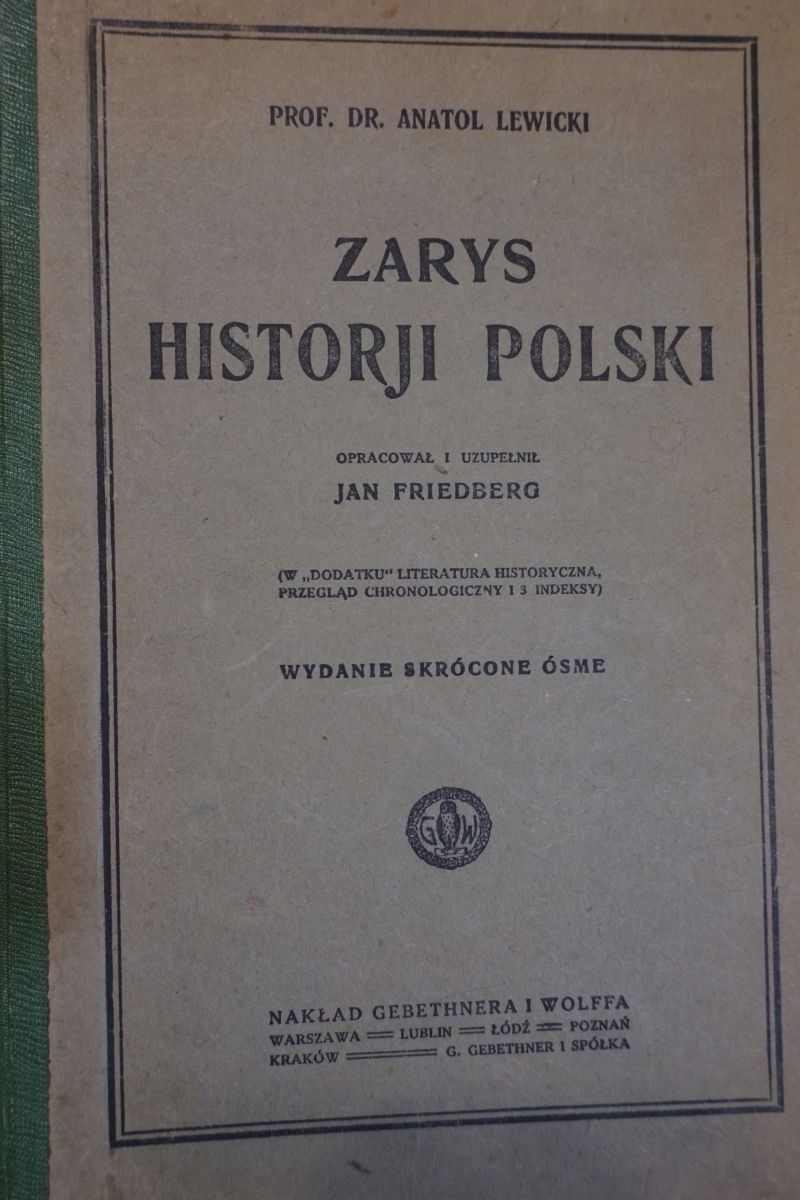 PROF. DR. ANATOL LEWICKI
ZARYS
HISTORJI POLSKI
OPRACOWAŁ I UZUPEŁNIŁ
JAN FRIEDBERG
(W „DODATKU“ LITERATURA HISTORYCZNA,
PRZEGLĄD CHRONOLOGICZNY I 3 INDEKSY)
WYDANIE SKRÓCONE ÓSME
G W
NAKŁAD GEBETHNERA I WOLFFA
WARSZAWA == LUBLIN == ŁÓDŹ == POZNAŃ
KRAKÓW ====== G. GEBETHNER I SPÓŁKA